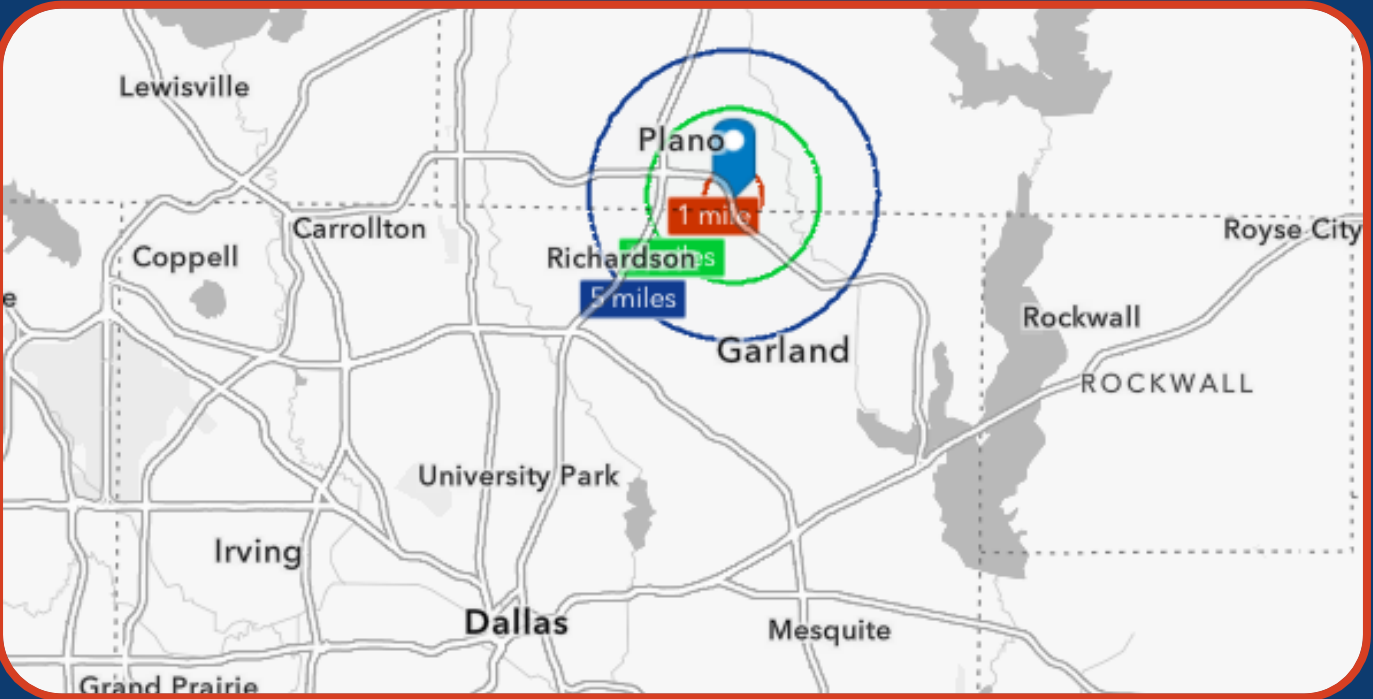 Lewisville
Plano
1 mile
Carrollton
Royse City
Coppell
Richardson
5 miles
Rockwall
Garland
ROCKWALL
University Park
Irving
Dallas
Mesquite
Grand Prairie